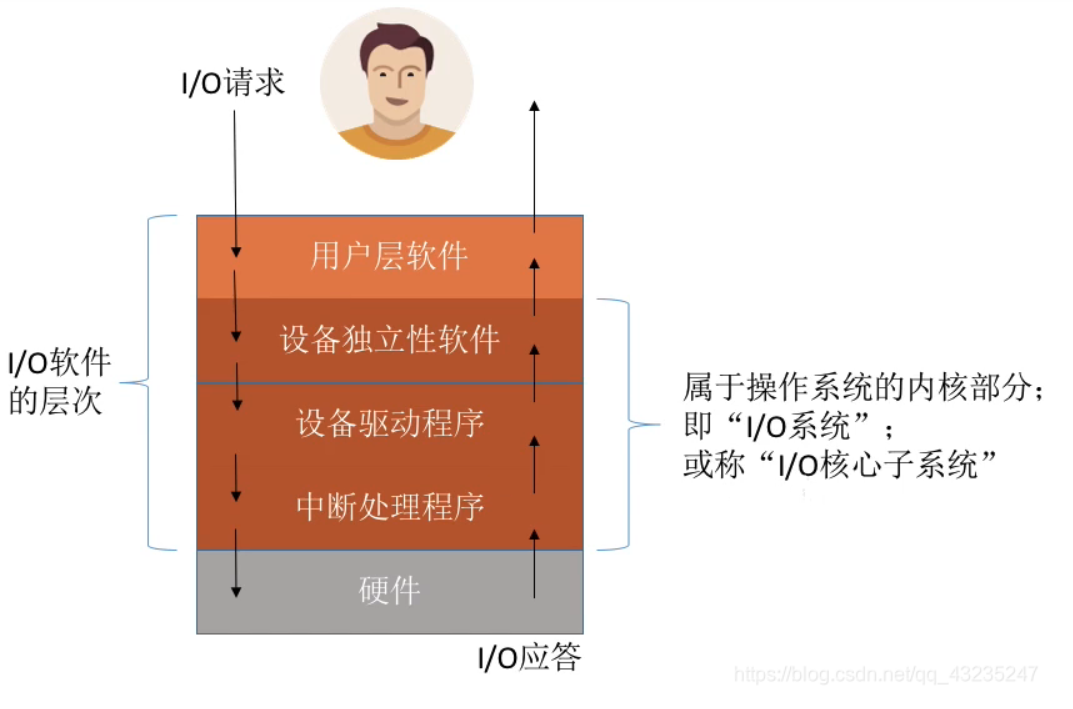 I/O请求
用户层软件
设备独立性软件
设备驱动程序
中断处理程序
硬件
I/O软件
的层次
属于操作系统的内核部分；
即“I/O系统”；
或称“I/O核心子系统”
I/O应答
https://blog.csdn.net/qq_43235247